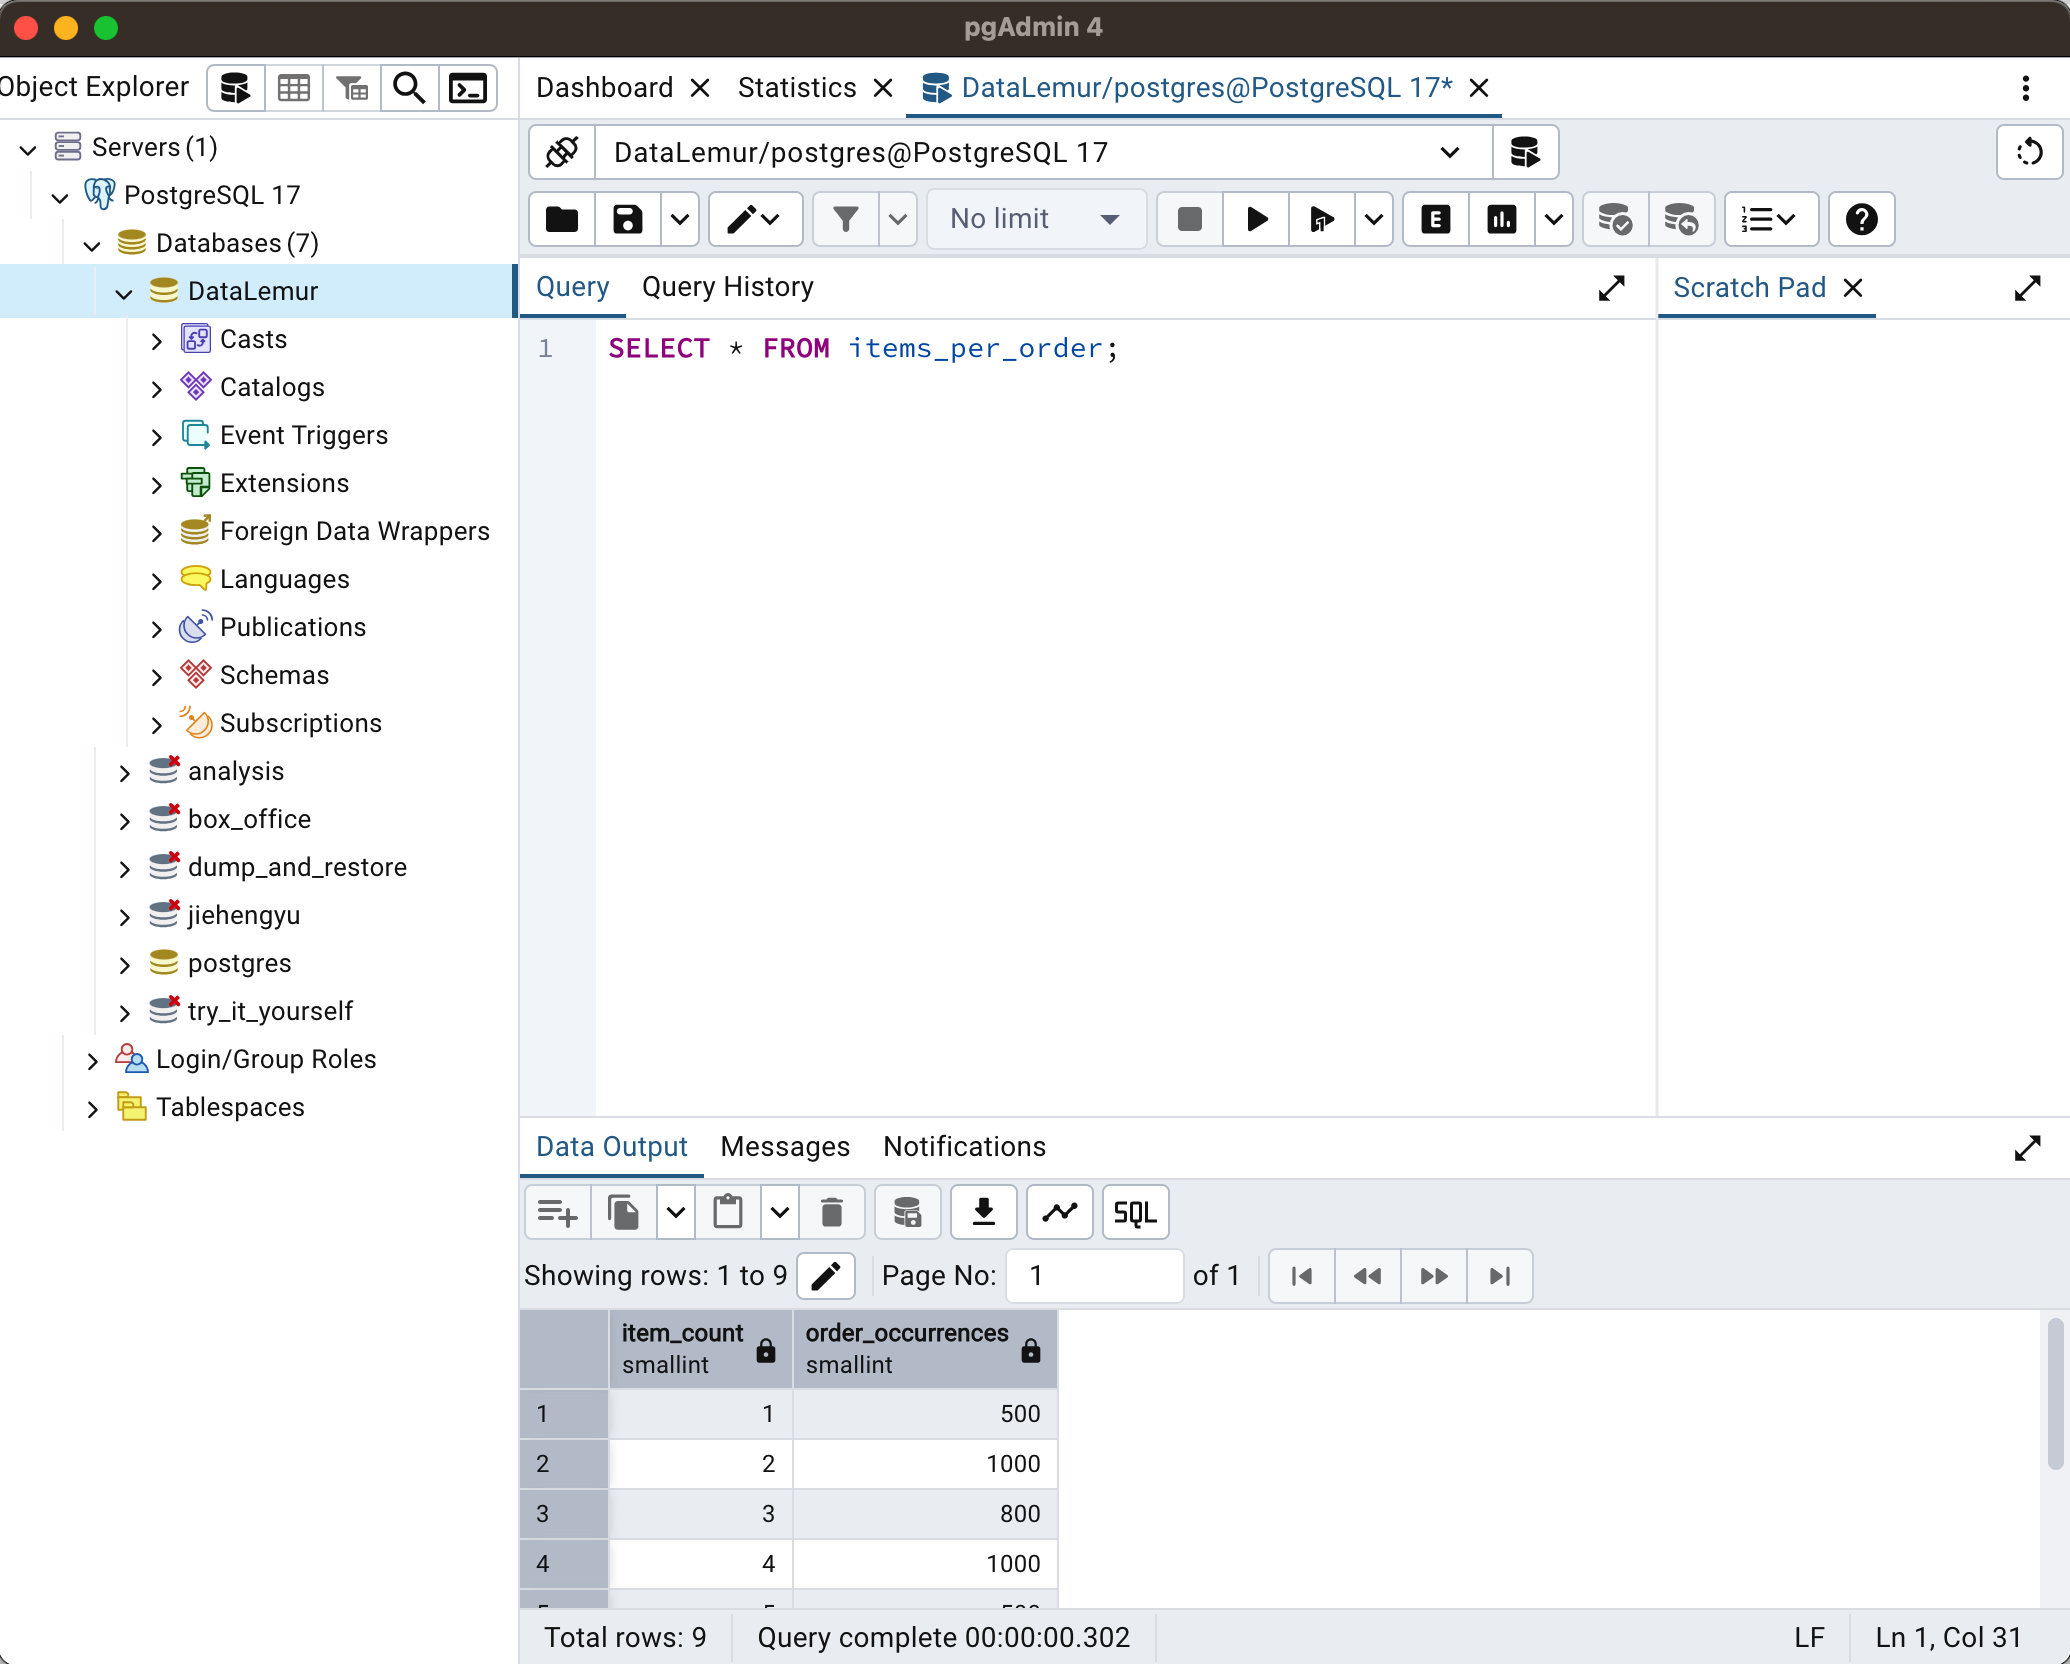 pgAdmin 4
Object Explorer
Dashboard
Statistics
DataLemur/postgres@PostgreSQL 17*
Servers (1)
PostgreSQL 17
Databases (7)
DataLemur
Casts
Catalogs
Event Triggers
Extensions
Foreign Data Wrappers
Languages
Publications
Schemas
Subscriptions
analysis
box_office
dump_and_restore
jiehengyu
postgres
try_it_yourself
Login/Group Roles
Tablespaces
DataLemur/postgres@PostgreSQL 17
No limit
E
Query
Query History
Scratch Pad
1 SELECT * FROM items_per_order;
Data Output
Messages
Notifications
SQL
Showing rows: 1 to 9
Page No: 1 of 1
item_count order_occurrences
smallint smallint
1 1 500
2 2 1000
3 3 800
4 4 1000
Total rows: 9
Query complete 00:00:00.302
LF
Ln 1, Col 31